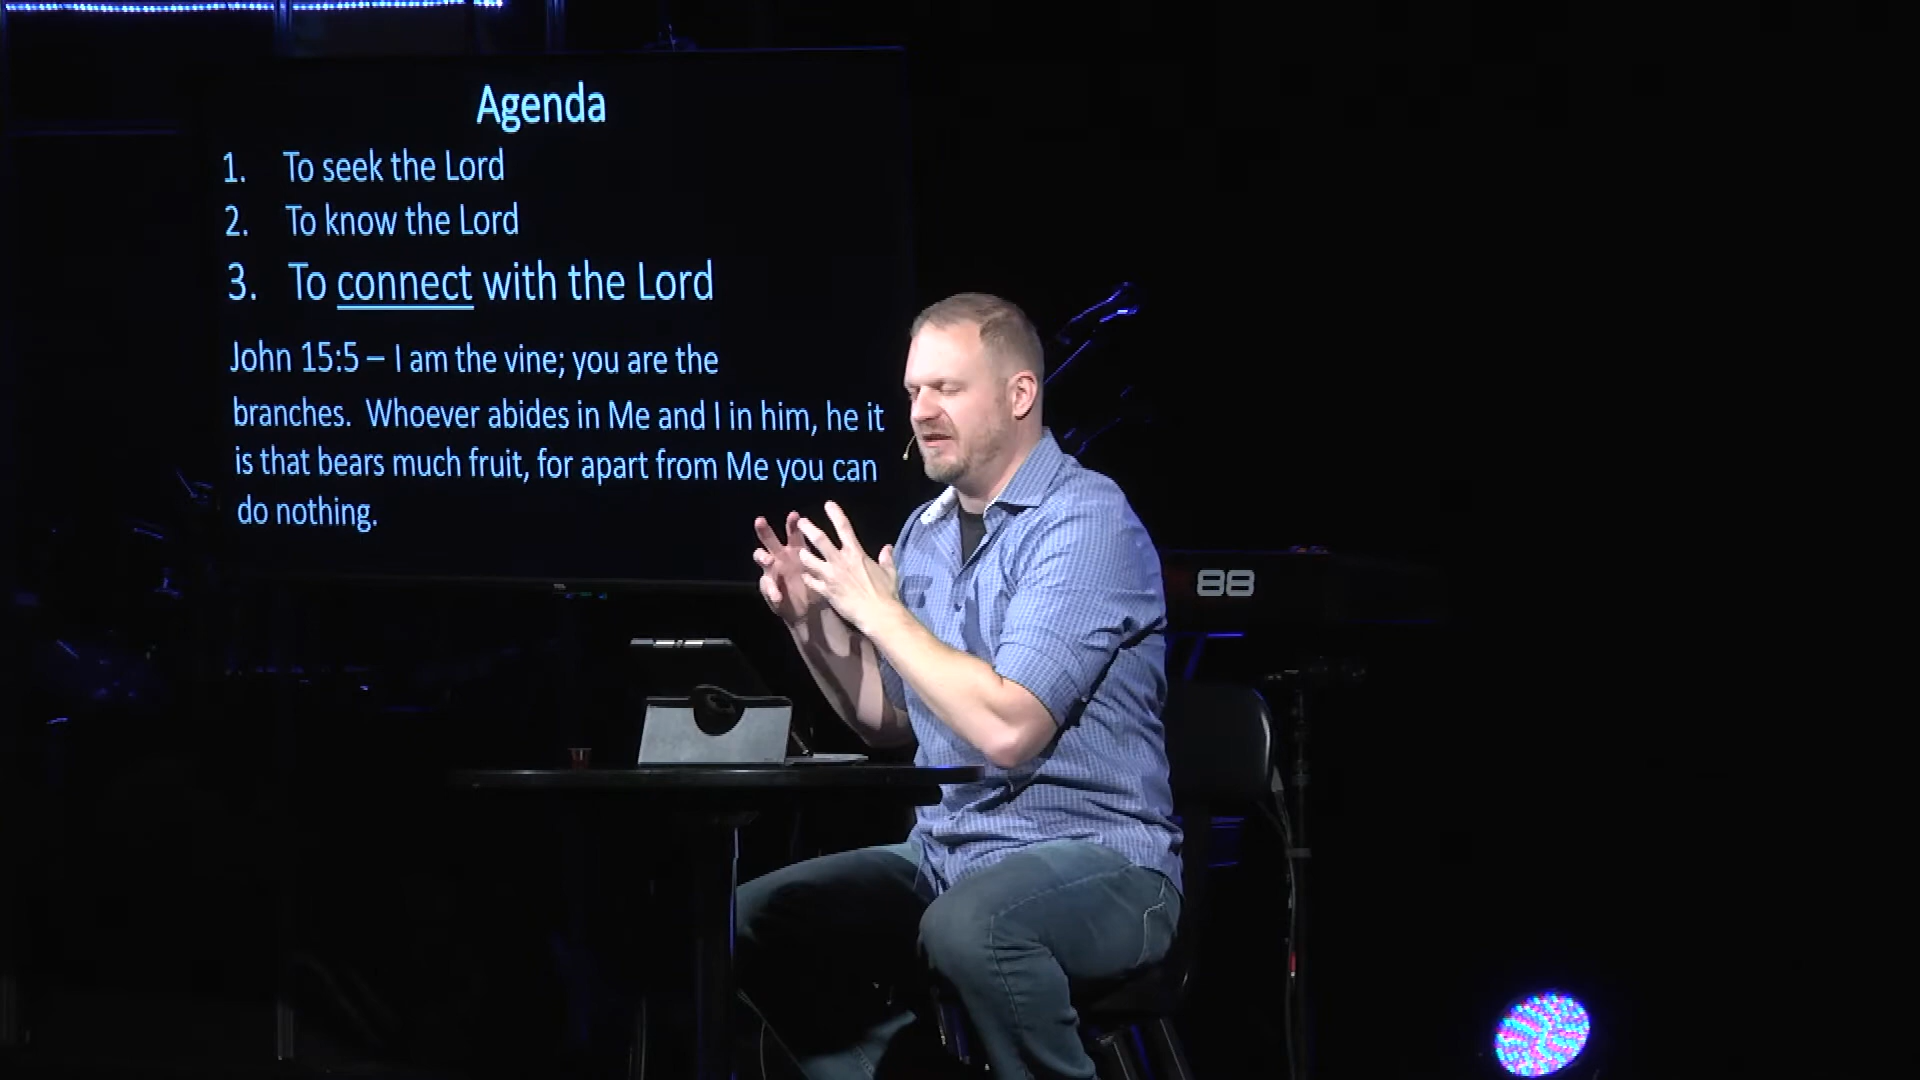 Agenda
1. To seek the Lord
2. To know the Lord
3. To connect with the Lord
John 15:5 – I am the vine; you are the
branches. Whoever abides in Me and I in him, he it
is that bears much fruit, for apart from Me you can
do nothing.
88